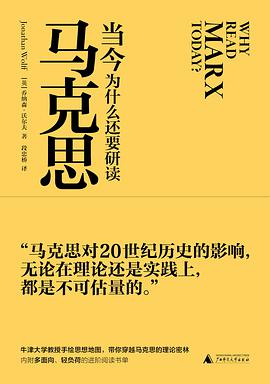 当今为什么还要研读
马克思
WHY
READ
MARX
TODAY?
Jonathan Wolff
[英] 乔纳森·沃尔夫 著
段忠桥 译
“马克思对20世纪历史的影响,
无论在理论还是实践上,
都是不可估量的。”
牛津大学教授手绘思想地图,带你穿越马克思的理论密林
内附多面向、轻负荷的进阶阅读书单
广西师范大学出版社